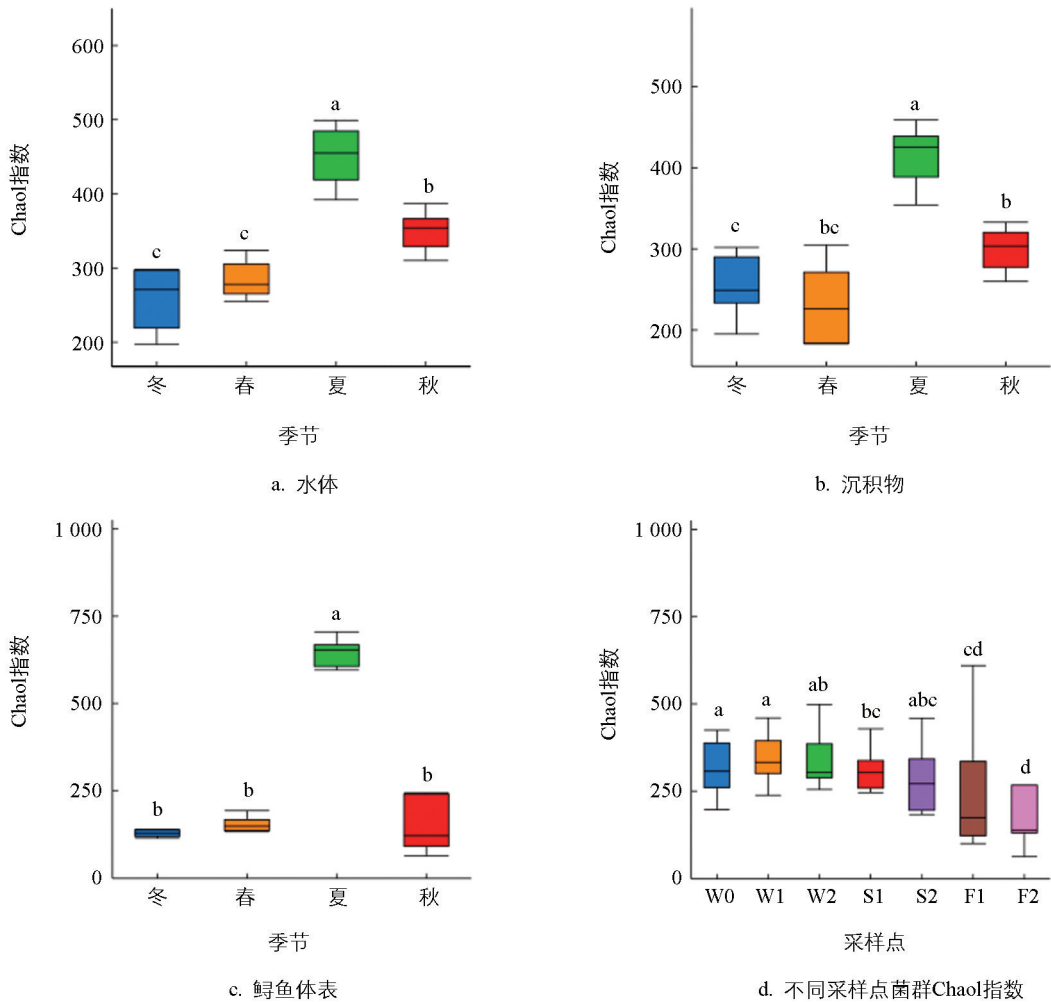 600
500
400
300
200
Chaol指数
c
c
a
b
冬 春 夏 秋
季节
a. 水体
500
400
300
200
Chaol指数
c
bc
a
b
冬 春 夏 秋
季节
b. 沉积物
1 000
750
500
250
0
Chaol指数
b
b
a
b
冬 春 夏 秋
季节
c. 鲟鱼体表
1 000
750
500
250
0
Chaol指数
a
a
ab
bc
abc
cd
d
W0 W1 W2 S1 S2 F1 F2
采样点
d. 不同采样点菌群Chaol指数